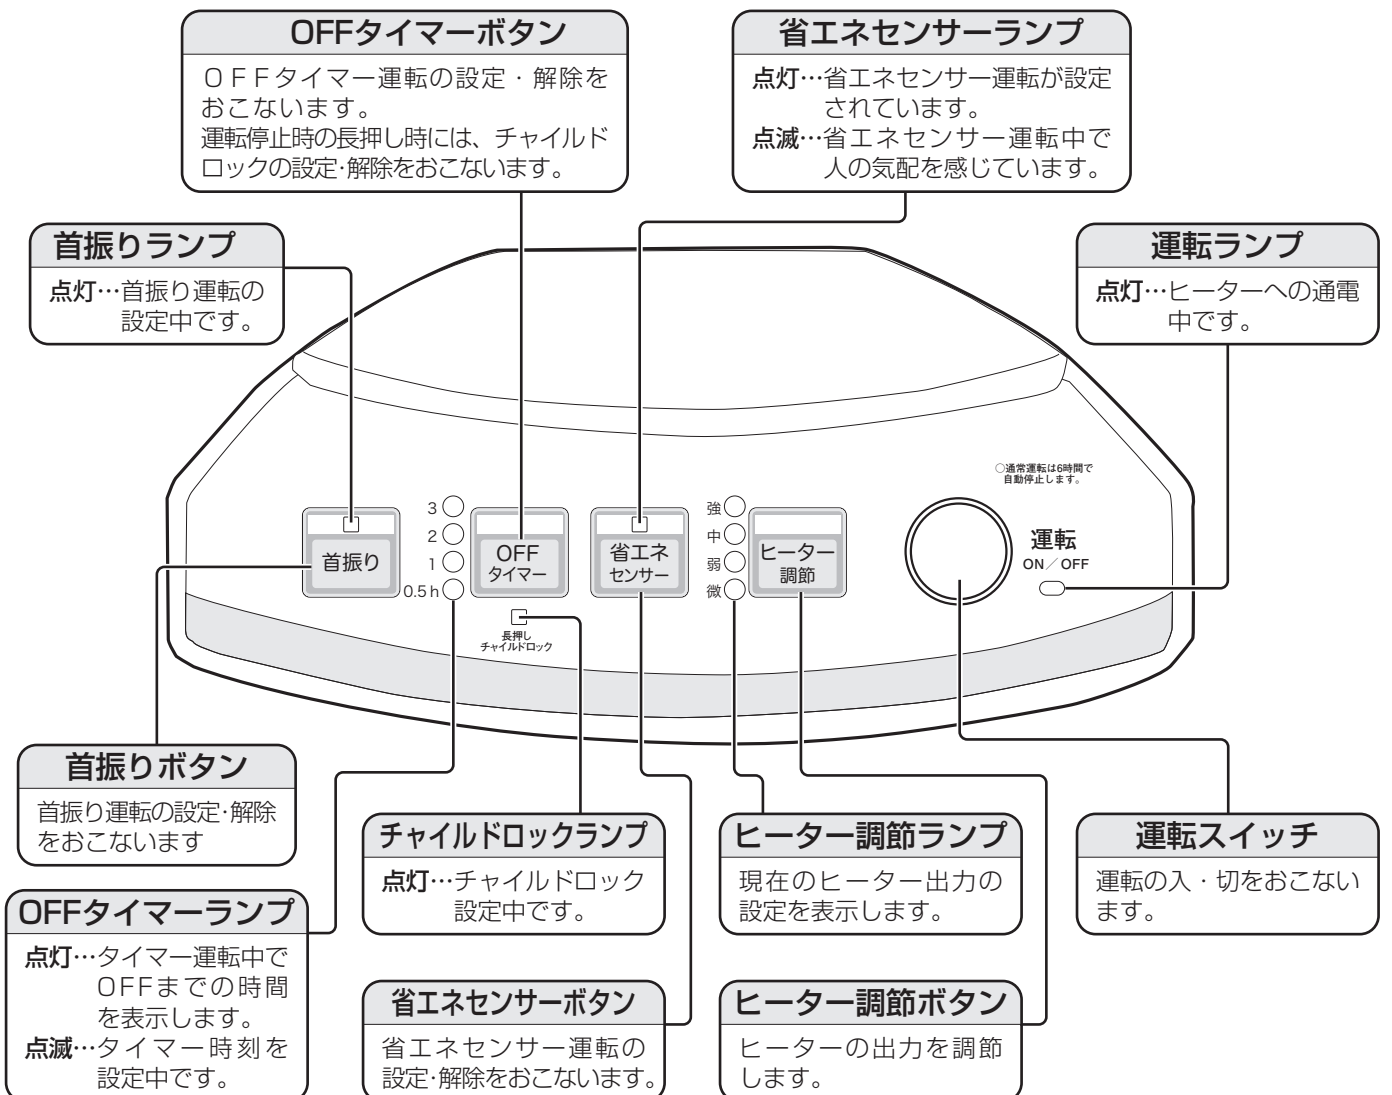 OFFタイマーボタン
OFFタイマー運転の設定・解除を
おこないます。
運転停止時の長押し時には、チャイルド
ロックの設定・解除をおこないます。
省エネセンサーランプ
点灯…省エネセンサー運転が設定
されています。
点滅…省エネセンサー運転中で
人の気配を感じています。
首振りランプ
点灯…首振り運転の
設定中です。
運転ランプ
点灯…ヒーターへの通電
中です。
○通常運転は6時間で
自動停止します。
首振り
3
2
1
0.5h
OFF
タイマー
長押し
チャイルドロック
省エネ
センサー
強
中
弱
微
ヒーター
調節
運転
ON/OFF
首振りボタン
首振り運転の設定・解除
をおこないます
OFFタイマーランプ
点灯…タイマー運転中で
OFFまでの時間
を表示します。
点滅…タイマー時刻を
設定中です。
チャイルドロックランプ
点灯…チャイルドロック
設定中です。
省エネセンサーボタン
省エネセンサー運転の
設定・解除をおこないます。
ヒーター調節ランプ
現在のヒーター出力の
設定を表示します。
ヒーター調節ボタン
ヒーターの出力を調節
します。
運転スイッチ
運転の入・切をおこない
ます。